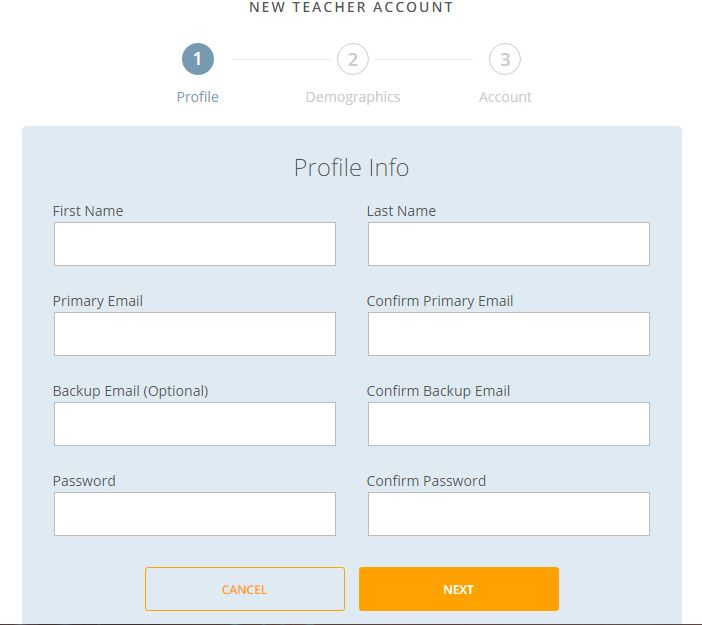 NEW TEACHER ACCOUNT
1 2 3
Profile Demographics Account
Profile Info
First Name Last Name
Primary Email Confirm Primary Email
Backup Email (Optional) Confirm Backup Email
Password Confirm Password
CANCEL NEXT